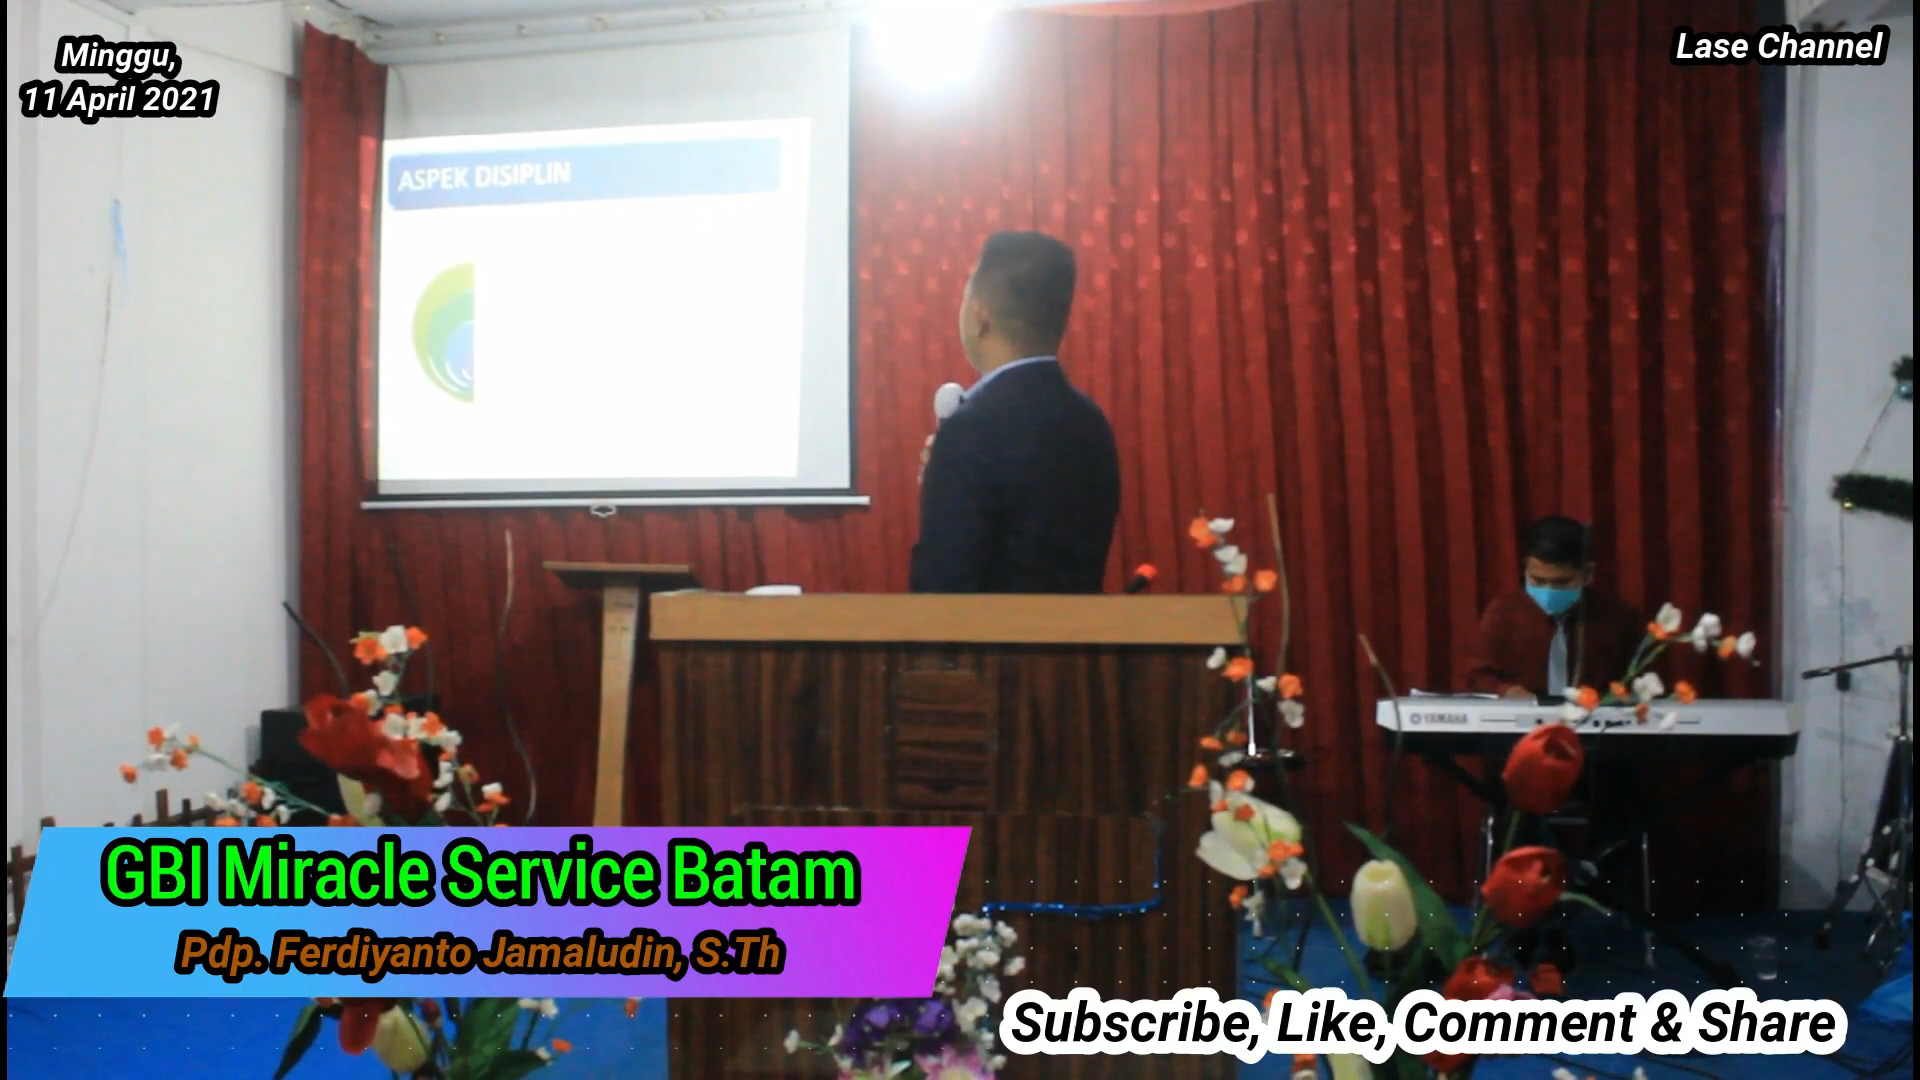 Minggu,
11 April 2021
Lase Channel
ASPEK DISIPLIN
YAMAHA
GBI Miracle Service Batam
Pdp. Ferdiyanto Jamaludin, S.Th
Subscribe, Like, Comment & Share